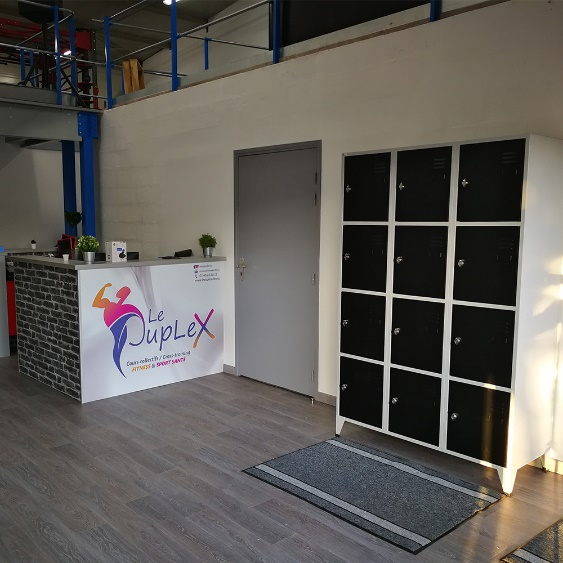 Le
DupLeX
Cours collectifs / Cross-training
FITNESS & SPORT SANTÉ